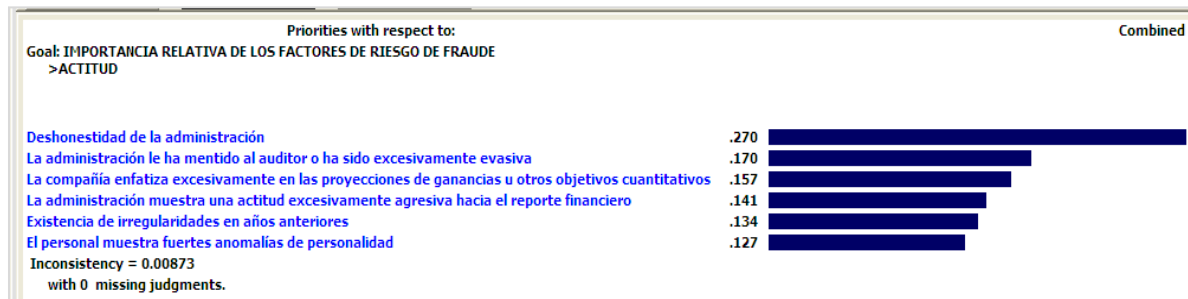 Priorities with respect to: Combined
Goal: IMPORTANCIA RELATIVA DE LOS FACTORES DE RIESGO DE FRAUDE
>ACTITUD
Deshonestidad de la administración .270
La administración le ha mentido al auditor o ha sido excesivamente evasiva .170
La compañía enfatiza excesivamente en las proyecciones de ganancias u otros objetivos cuantitativos .157
La administración muestra una actitud excesivamente agresiva hacia el reporte financiero .141
Existencia de irregularidades en años anteriores .134
El personal muestra fuertes anomalías de personalidad .127
Inconsistency = 0.00873
with 0 missing judgments.